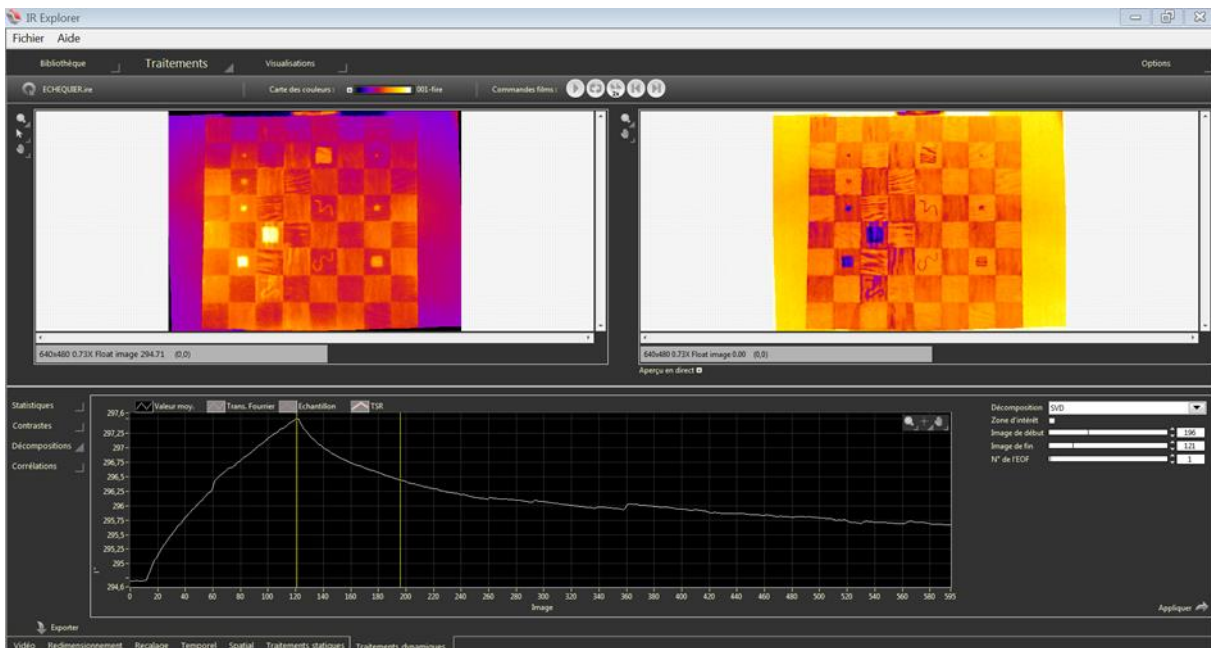 IR Explorer
Fichier Aide
Bibliothèque Traitements Visualisations Options
ECHEQUIER.ire Carte des couleurs : 001-fire Commandes films :
640x480 0.73X Float image 294.71 (0,0)
640x480 0.73X Float image 0.00 (0,0)
Aperçu en direct
Statistiques
Contrastes
Décompositions
Corrélations
Valeur moy. Trans. Fourrier Echantillon TSR
297,6
297,25
297
296,75
296,5
296,25
296
295,75
295,5
295,25
295
294,6
0 20 40 60 80 100 120 140 160 180 200 220 240 260 280 300 320 340 360 380 400 420 440 460 480 500 520 540 560 580 595
Image
Décomposition SVD
Zone d'intérêt
Image de début 196
Image de fin 121
N° de l'EOF 1
Appliquer
Exporter
Vidéo Redimensionnement Recalage Temporel Spatial Traitements statiques Traitements dynamiques